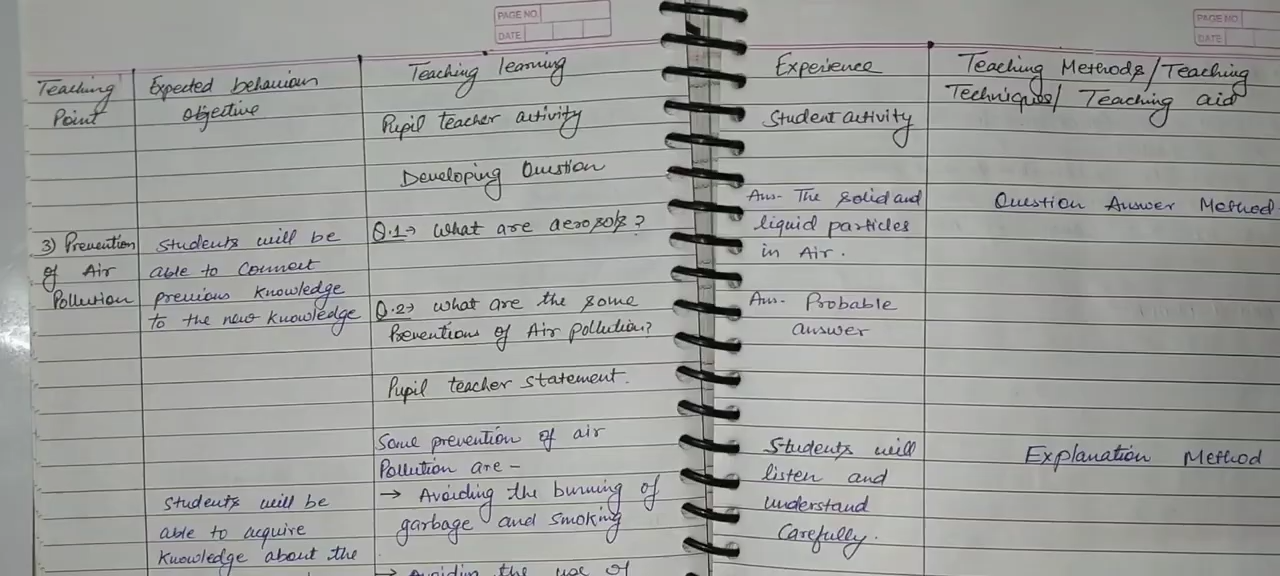 PAGE NO.
DATE
PAGE NO
DATE
Teaching Point
Expected behaviour objective
Teaching learning
Experience
Teaching Methods/Teaching
Techniques/ Teaching aid
Pupil teacher activity
Student activity
Developing Question
3) Prevention
of Air
Pollution
Students will be
able to connect
previous knowledge
to the new knowledge
Q.1→ What are aerosols?
Ans- The solid and
liquid particles
in Air.
Question Answer Method
Q.2→ What are the some
Preventions of Air pollution?
Ans- Probable
answer
Pupil teacher statement.
Students will be
able to acquire
knowledge about the
Some prevention of air
Pollution are -
→ Avoiding the burning of
garbage and smoking
→ Avoiding the use of
Students will
listen and
understand
Carefully.
Explanation Method